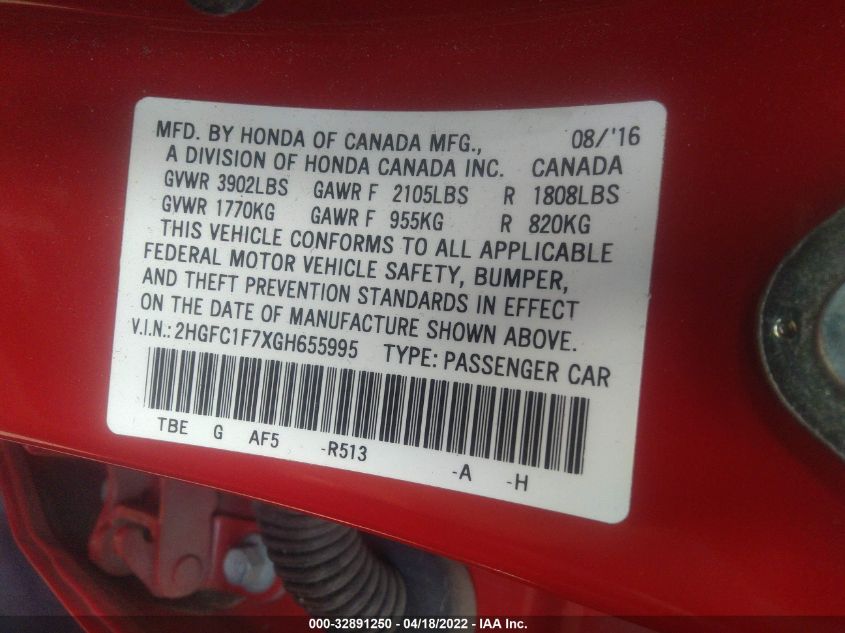 MFD. BY HONDA OF CANADA MFG., 08/'16
A DIVISION OF HONDA CANADA INC. CANADA
GVWR 3902LBS GAWR F 2105LBS R 1808LBS
GVWR 1770KG GAWR F 955KG R 820KG
THIS VEHICLE CONFORMS TO ALL APPLICABLE
FEDERAL MOTOR VEHICLE SAFETY, BUMPER,
AND THEFT PREVENTION STANDARDS IN EFFECT
ON THE DATE OF MANUFACTURE SHOWN ABOVE.
V.I.N.: 2HGFC1F7XGH655995 TYPE: PASSENGER CAR
TBE G AF5 -R513 -A -H
000-32891250 - 04/18/2022 - IAA Inc.